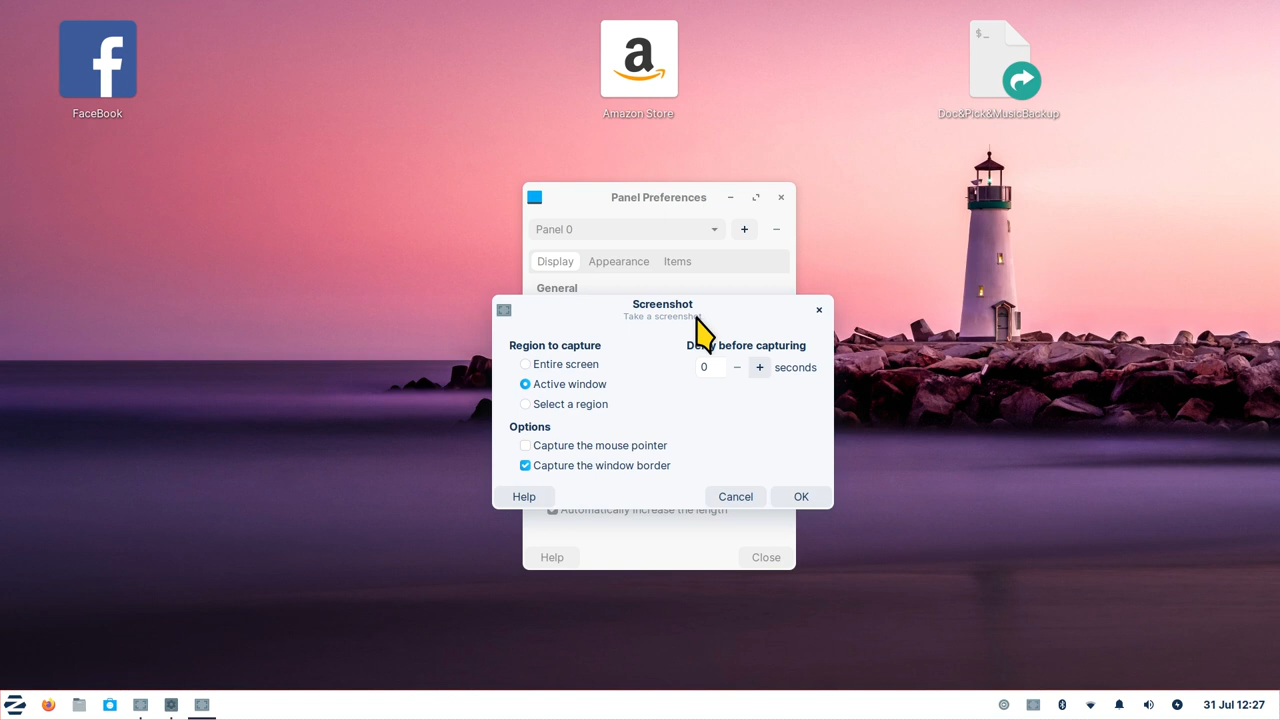 FaceBook
Amazon Store
$_
Doc&Pick&MusicBackup
Panel Preferences
Panel 0
Display Appearance Items
General
Screenshot
Take a screenshot
Region to capture
Entire screen
Active window
Select a region
Options
Capture the mouse pointer
Capture the window border
before capturing
0 − + seconds
Help Cancel OK
Automatically increase the length
Help Close
31 Jul 12:27